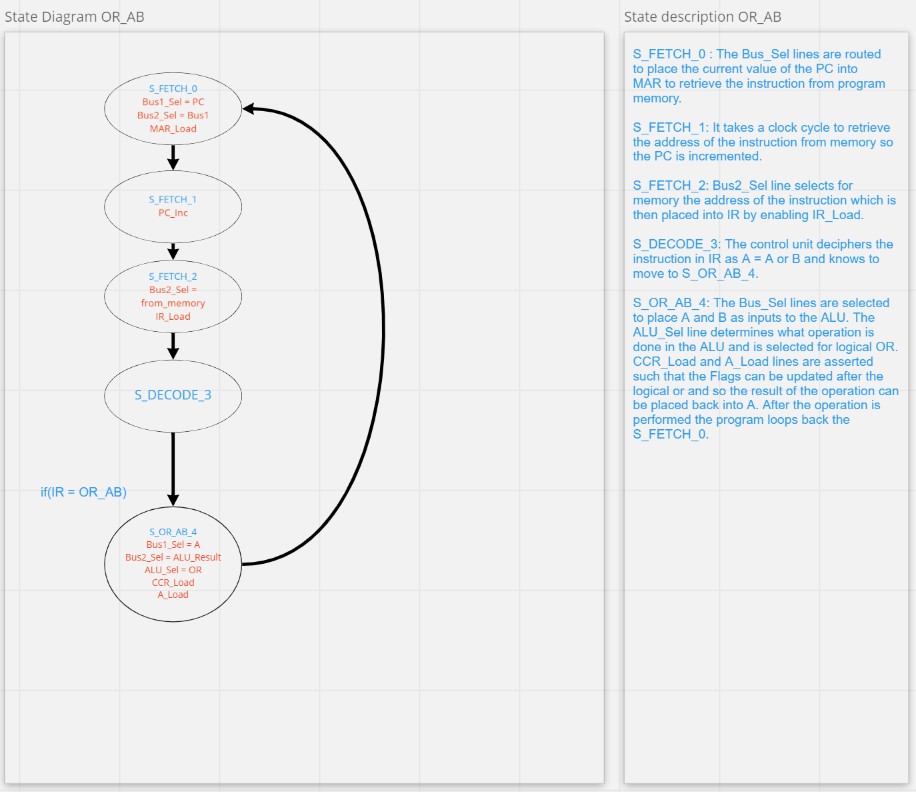 State Diagram OR_AB
S_FETCH_0
Bus1_Sel = PC
Bus2_Sel = Bus1
MAR_Load
S_FETCH_1
PC_Inc
S_FETCH_2
Bus2_Sel =
from_memory
IR_Load
S_DECODE_3
if(IR = OR_AB)
S_OR_AB_4
Bus1_Sel = A
Bus2_Sel = ALU_Result
ALU_Sel = OR
CCR_Load
A_Load
State description OR_AB
S_FETCH_0 : The Bus_Sel lines are routed
to place the current value of the PC into
MAR to retrieve the instruction from program
memory.
S_FETCH_1: It takes a clock cycle to retrieve
the address of the instruction from memory so
the PC is incremented.
S_FETCH_2: Bus2_Sel line selects for
memory the address of the instruction which is
then placed into IR by enabling IR_Load.
S_DECODE_3: The control unit deciphers the
instruction in IR as A = A or B and knows to
move to S_OR_AB_4.
S_OR_AB_4: The Bus_Sel lines are selected
to place A and B as inputs to the ALU. The
ALU_Sel line determines what operation is
done in the ALU and is selected for logical OR.
CCR_Load and A_Load lines are asserted
such that the Flags can be updated after the
logical or and so the result of the operation can
be placed back into A. After the operation is
performed the program loops back the
S_FETCH_0.